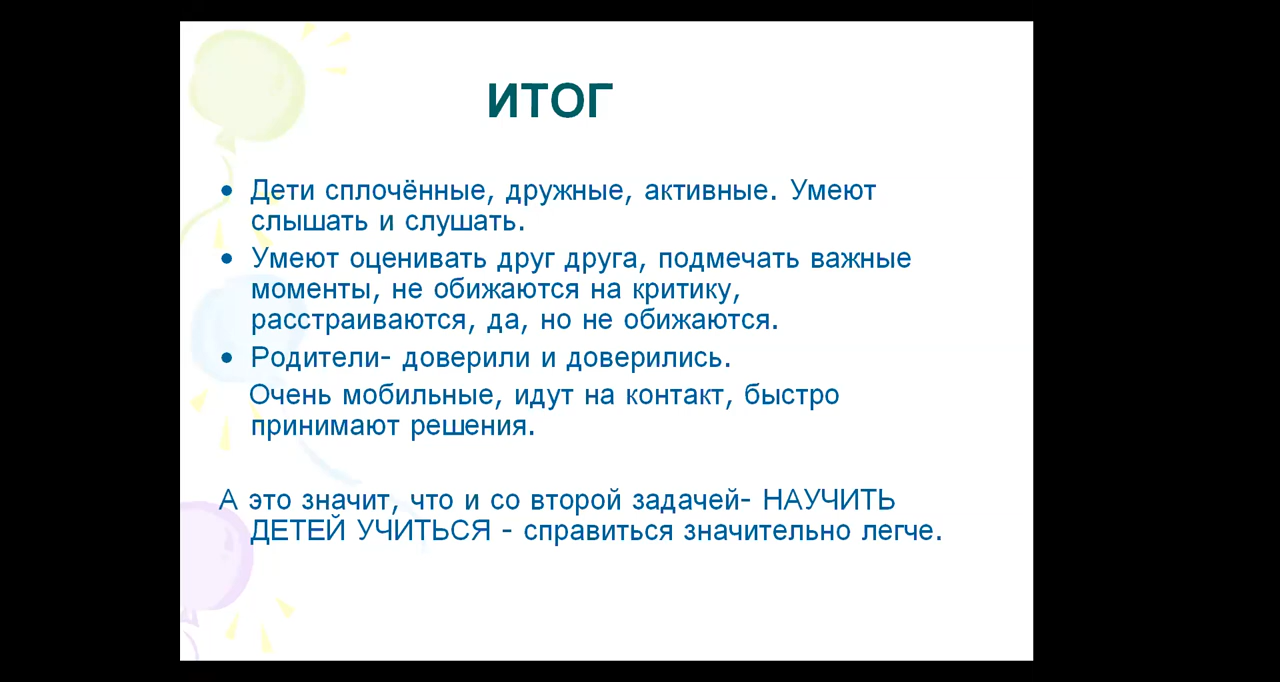 ИТОГ
• Дети сплочённые, дружные, активные. Умеют
слышать и слушать.
• Умеют оценивать друг друга, подмечать важные
моменты, не обижаются на критику,
расстраиваются, да, но не обижаются.
• Родители- доверили и доверились.
Очень мобильные, идут на контакт, быстро
принимают решения.
А это значит, что и со второй задачей- НАУЧИТЬ
ДЕТЕЙ УЧИТЬСЯ - справиться значительно легче.